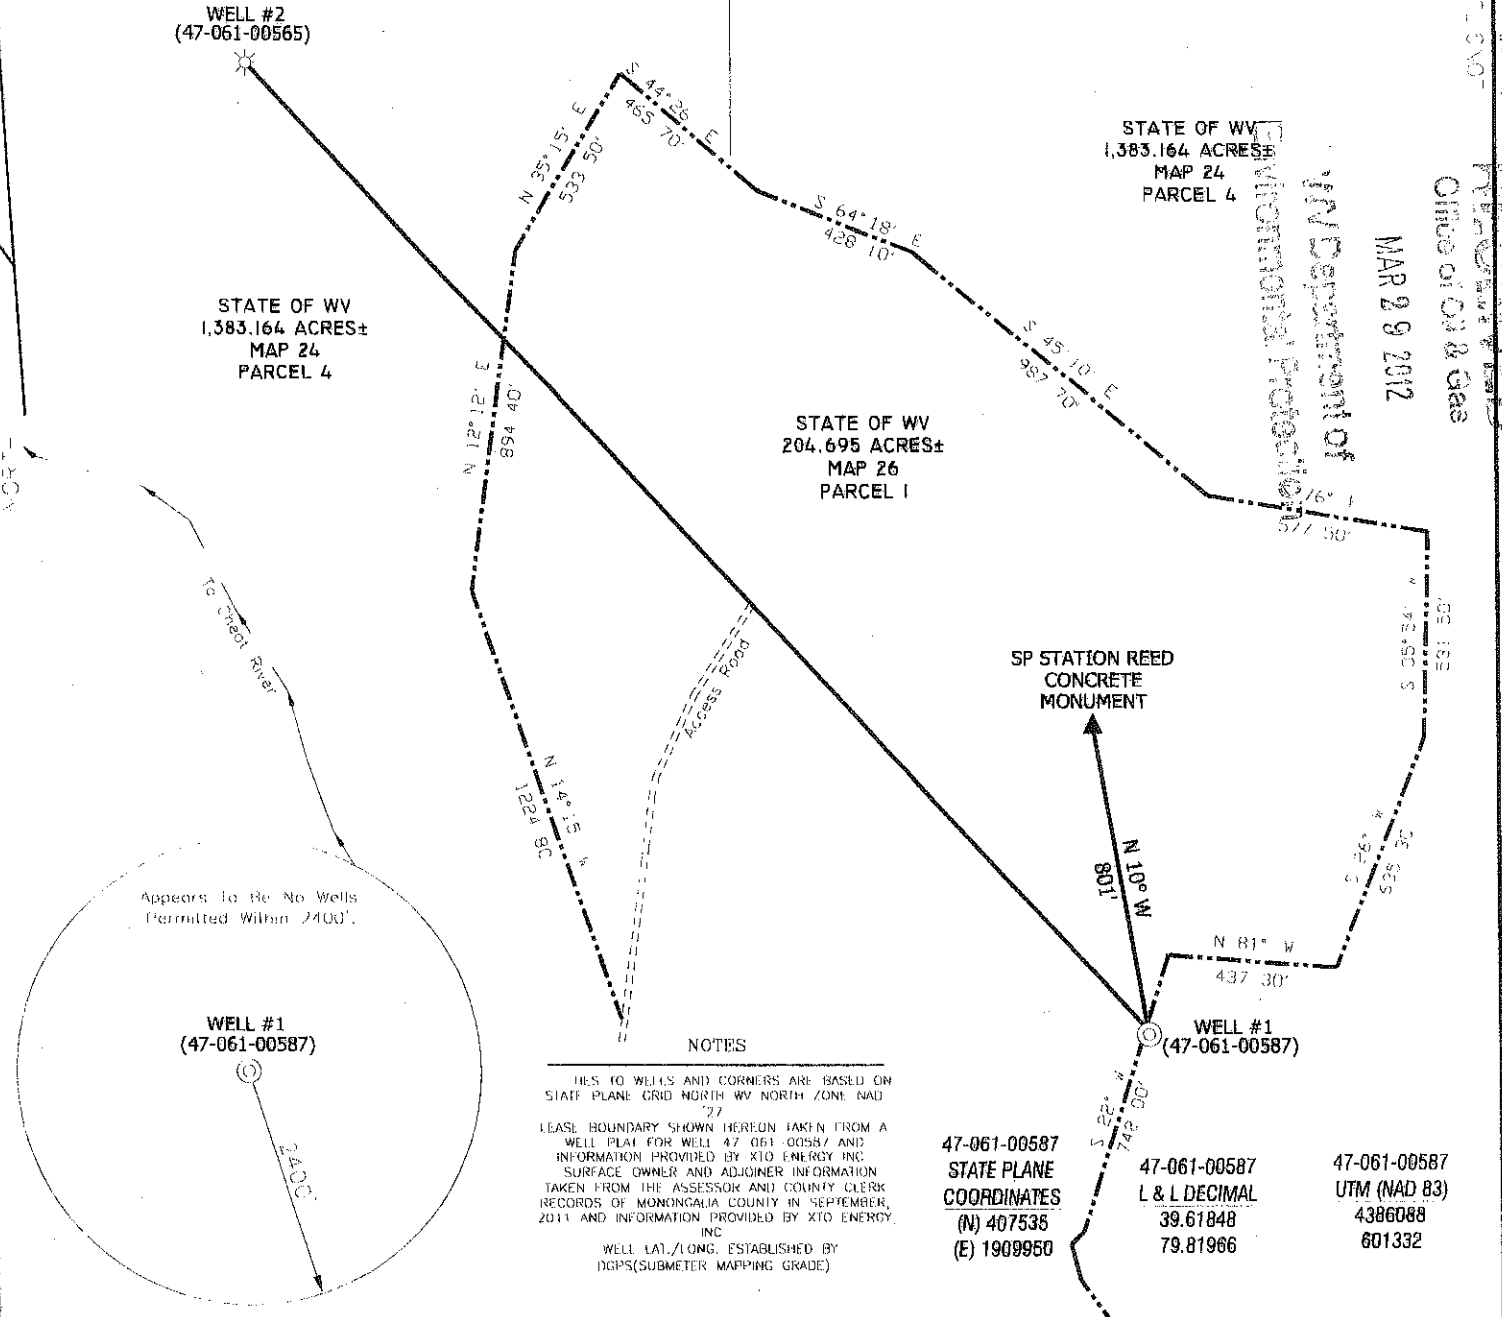 WELL #2
(47-061-00565)
N 35° 15' E
533 50'
S 44° 26 E
465 70'
S 64° 18' E
428 10'
S 45 10' E
987 70'
76°
577 50'
STATE OF WV
1,383.164 ACRES±
MAP 24
PARCEL 4
Office of Oil & Gas
MAR 29 2012
WV Department of
Environmental Protection
STATE OF WV
1,383.164 ACRES±
MAP 24
PARCEL 4
N 12° 12' E
894 40'
STATE OF WV
204.695 ACRES±
MAP 26
PARCEL 1
To Cheat River
Access Road
N 14° 15
1224 80
SP STATION REED
CONCRETE
MONUMENT
N 10° W
801'
S 35° 34'
531 50'
S 26° W
N 81° W
437 30'
Appears To Be No Wells
Permitted Within 2400'.
WELL #1
(47-061-00587)
2400'
WELL #1
(47-061-00587)
S 22° W
742 00'
NOTES
TIES TO WELLS AND CORNERS ARE BASED ON
STATE PLANE GRID NORTH WV NORTH ZONE NAD
'27
LEASE BOUNDARY SHOWN HEREON TAKEN FROM A
WELL PLAT FOR WELL 47 061 00587 AND
INFORMATION PROVIDED BY XTO ENERGY INC
SURFACE OWNER AND ADJOINER INFORMATION
TAKEN FROM THE ASSESSOR AND COUNTY CLERK
RECORDS OF MONONGALIA COUNTY IN SEPTEMBER,
2011 AND INFORMATION PROVIDED BY XTO ENERGY
INC
WELL LAT./LONG. ESTABLISHED BY
DGPS(SUBMETER MAPPING GRADE)
47-061-00587
STATE PLANE
COORDINATES
(N) 407535
(E) 1909950
47-061-00587
L & L DECIMAL
39.61848
79.81966
47-061-00587
UTM (NAD 83)
4386088
601332